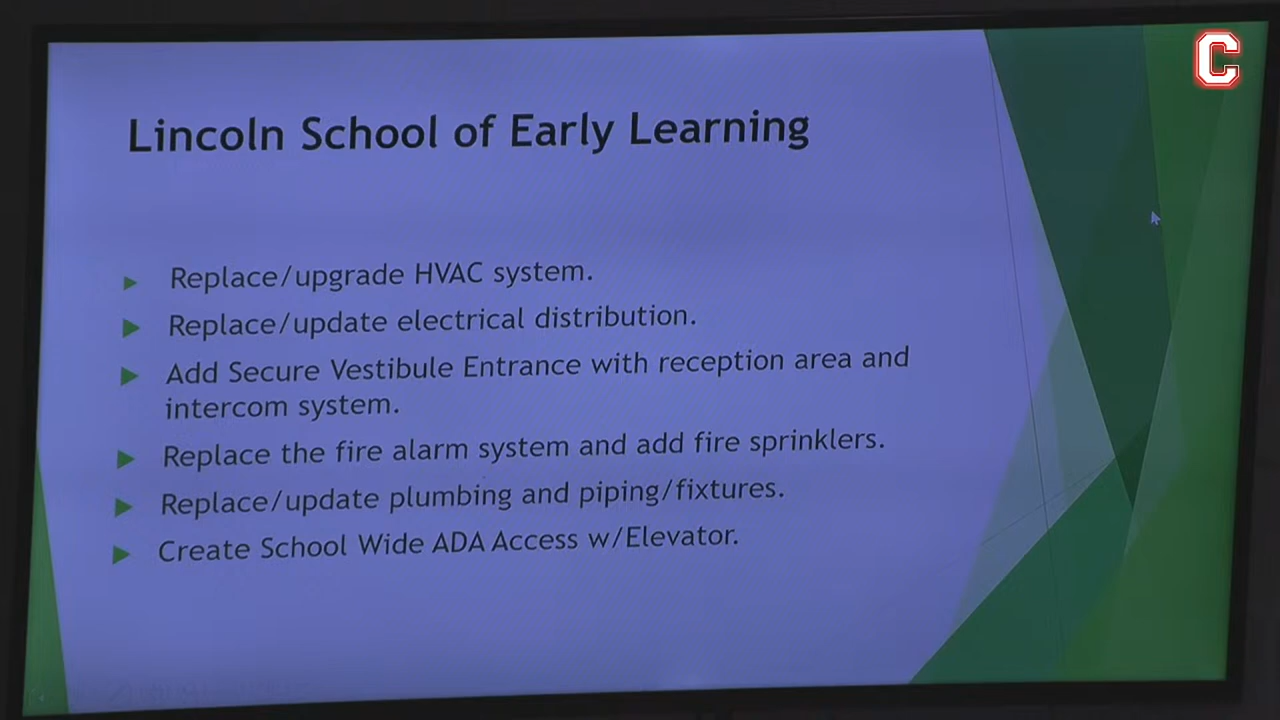 C
Lincoln School of Early Learning
Replace/upgrade HVAC system.
Replace/update electrical distribution.
Add Secure Vestibule Entrance with reception area and
intercom system.
Replace the fire alarm system and add fire sprinklers.
Replace/update plumbing and piping/fixtures.
Create School Wide ADA Access w/Elevator.